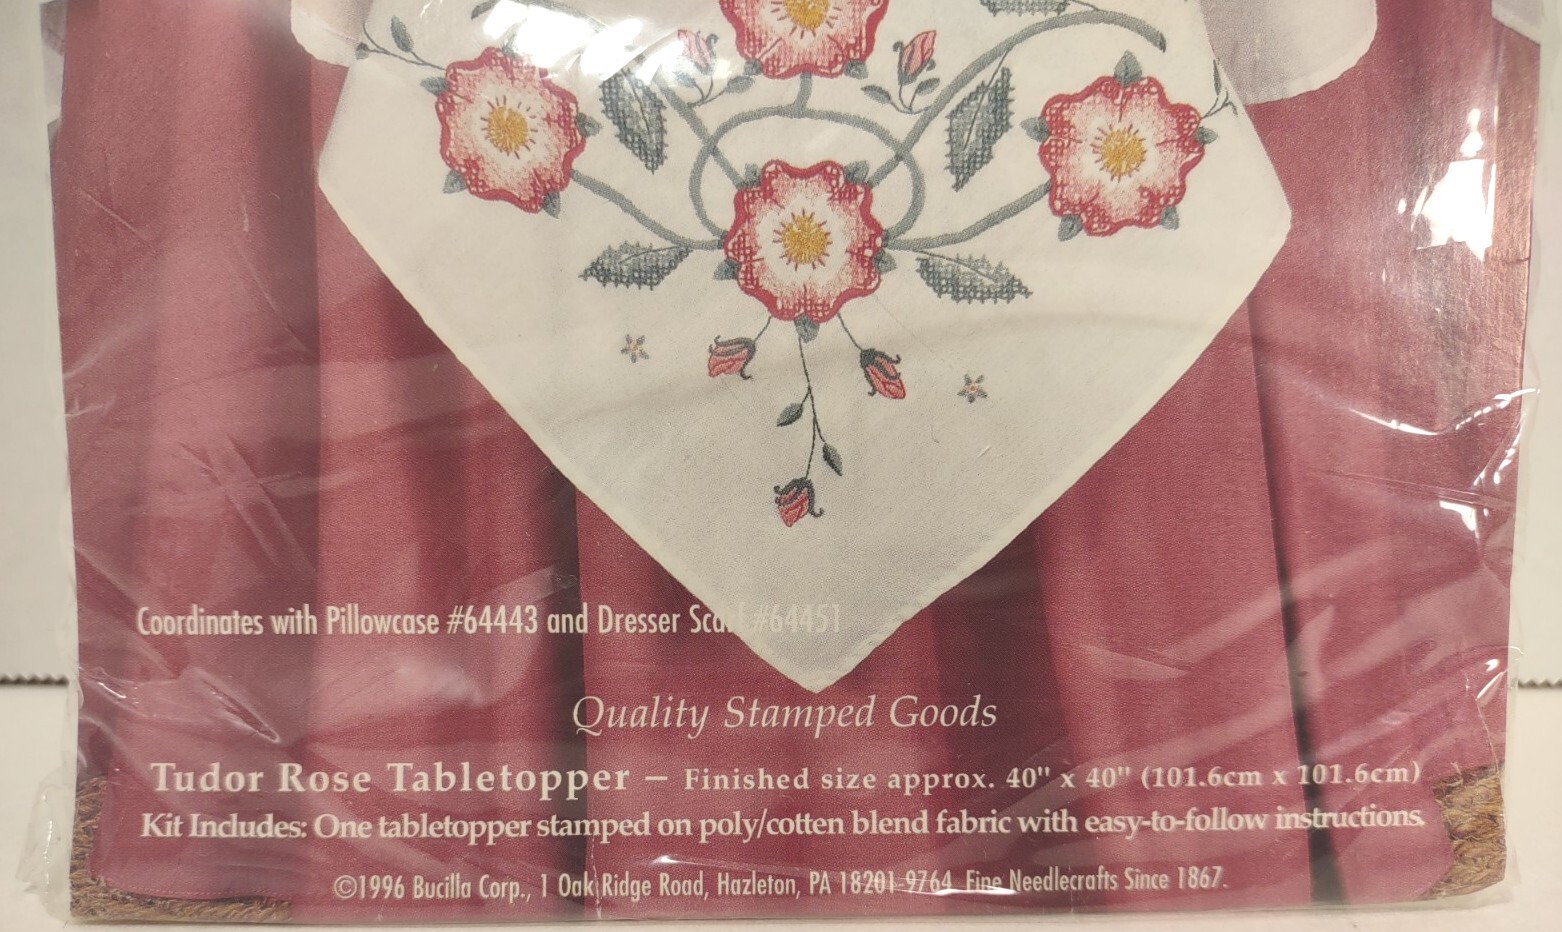 Coordinates with Pillowcase #64443 and Dresser Scarf #64451
Quality Stamped Goods
Tudor Rose Tabletopper – Finished size approx. 40" x 40" (101.6cm x 101.6cm)
Kit Includes: One tabletopper stamped on poly/cotten blend fabric with easy-to-follow instructions.
©1996 Bucilla Corp., 1 Oak Ridge Road, Hazleton, PA 18201-9764 Fine Needlecrafts Since 1867.